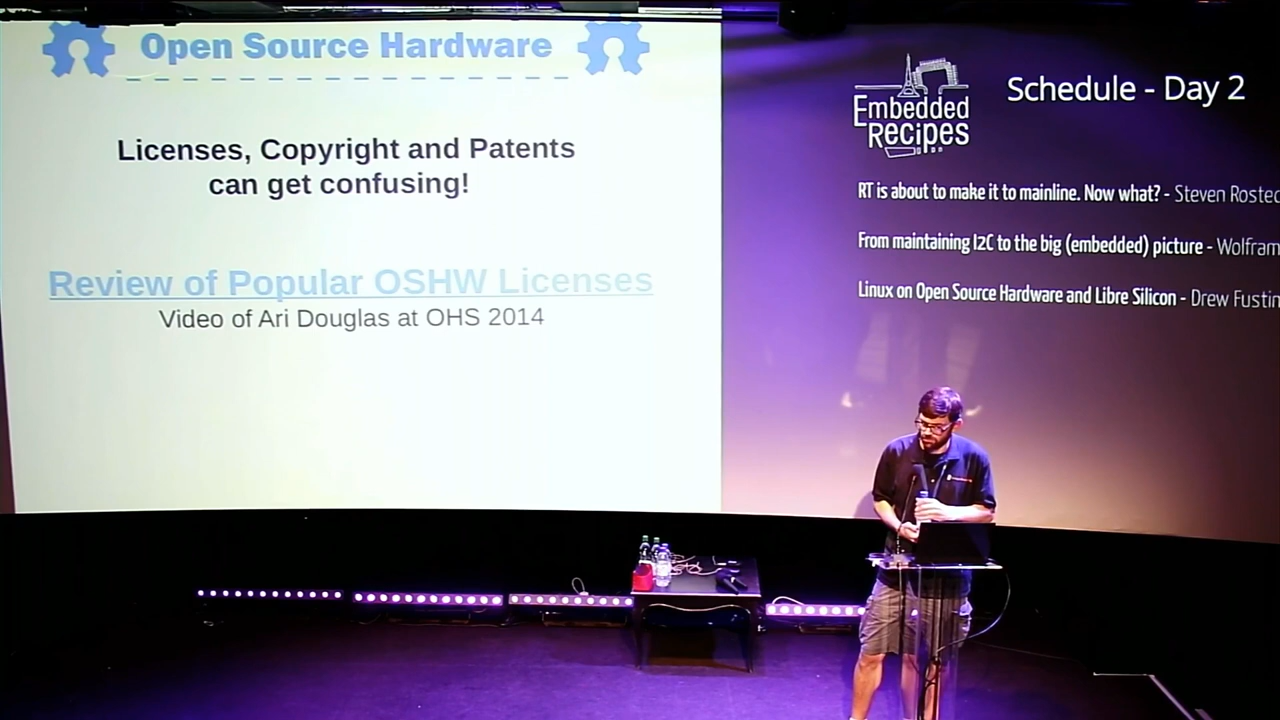 Open Source Hardware
Licenses, Copyright and Patents
can get confusing!
Review of Popular OSHW Licenses
Video of Ari Douglas at OHS 2014
Embedded
Recipes
Schedule - Day 2
RT is about to make it to mainline. Now what? - Steven Rosted
From maintaining I2C to the big (embedded) picture - Wolfram
Linux on Open Source Hardware and Libre Silicon - Drew Fustin